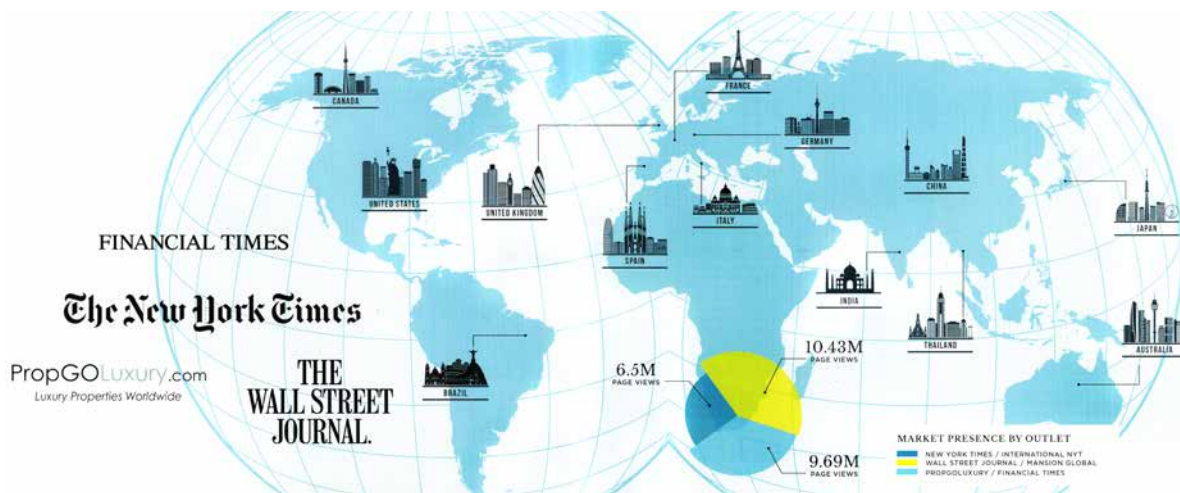 CANADA
UNITED STATES
UNITED KINGDOM
FRANCE
GERMANY
SPAIN
ITALY
CHINA
JAPAN
INDIA
THAILAND
AUSTRALIA
BRAZIL
FINANCIAL TIMES
The New York Times
PropGOLuxury.com
Luxury Properties Worldwide
THE
WALL STREET
JOURNAL.
6.5M
PAGE VIEWS
10.43M
PAGE VIEWS
9.69M
PAGE VIEWS
MARKET PRESENCE BY OUTLET
NEW YORK TIMES / INTERNATIONAL NYT
WALL STREET JOURNAL / MANSION GLOBAL
PROPGOLUXURY / FINANCIAL TIMES